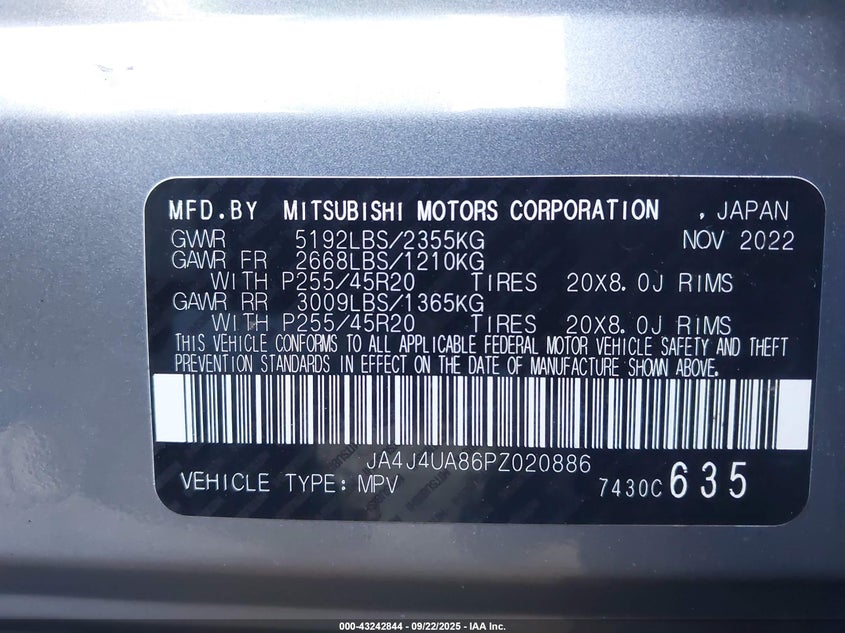 MFD.BY MITSUBISHI MOTORS CORPORATION , JAPAN
GVWR 5192LBS/2355KG NOV 2022
GAWR FR 2668LBS/1210KG
WITH P255/45R20 TIRES 20X8.0J RIMS
GAWR RR 3009LBS/1365KG
WITH P255/45R20 TIRES 20X8.0J RIMS
THIS VEHICLE CONFORMS TO ALL APPLICABLE FEDERAL MOTOR VEHICLE SAFETY AND THEFT
PREVENTION STANDARDS IN EFFECT ON THE DATE OF MANUFACTURE SHOWN ABOVE.
JA4J4UA86PZ020886
VEHICLE TYPE: MPV 7430C 635
000-43242844 - 09/22/2025 - IAA Inc.